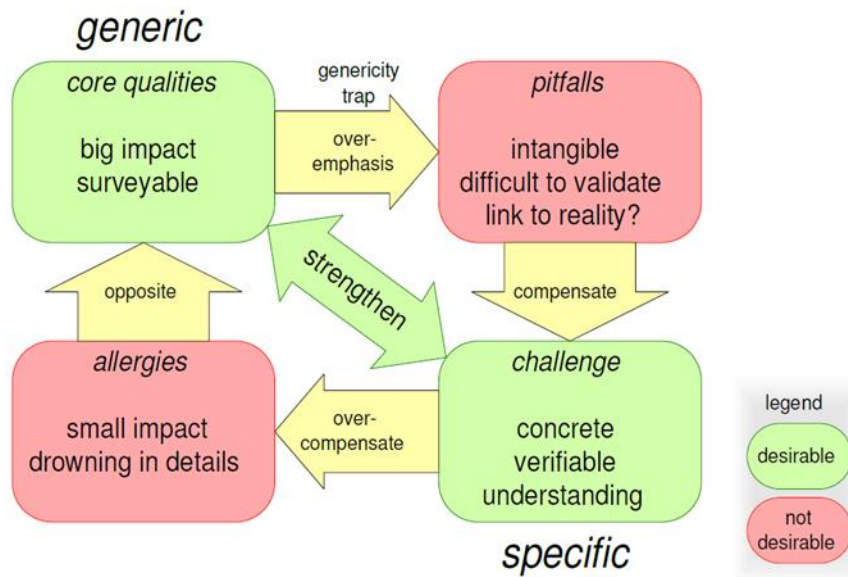 generic
core qualities
big impact
surveyable
genericity
trap
over-
emphasis
pitfalls
intangible
difficult to validate
link to reality?
opposite
strengthen
compensate
allergies
small impact
drowning in details
over-
compensate
challenge
concrete
verifiable
understanding
specific
legend
desirable
not
desirable